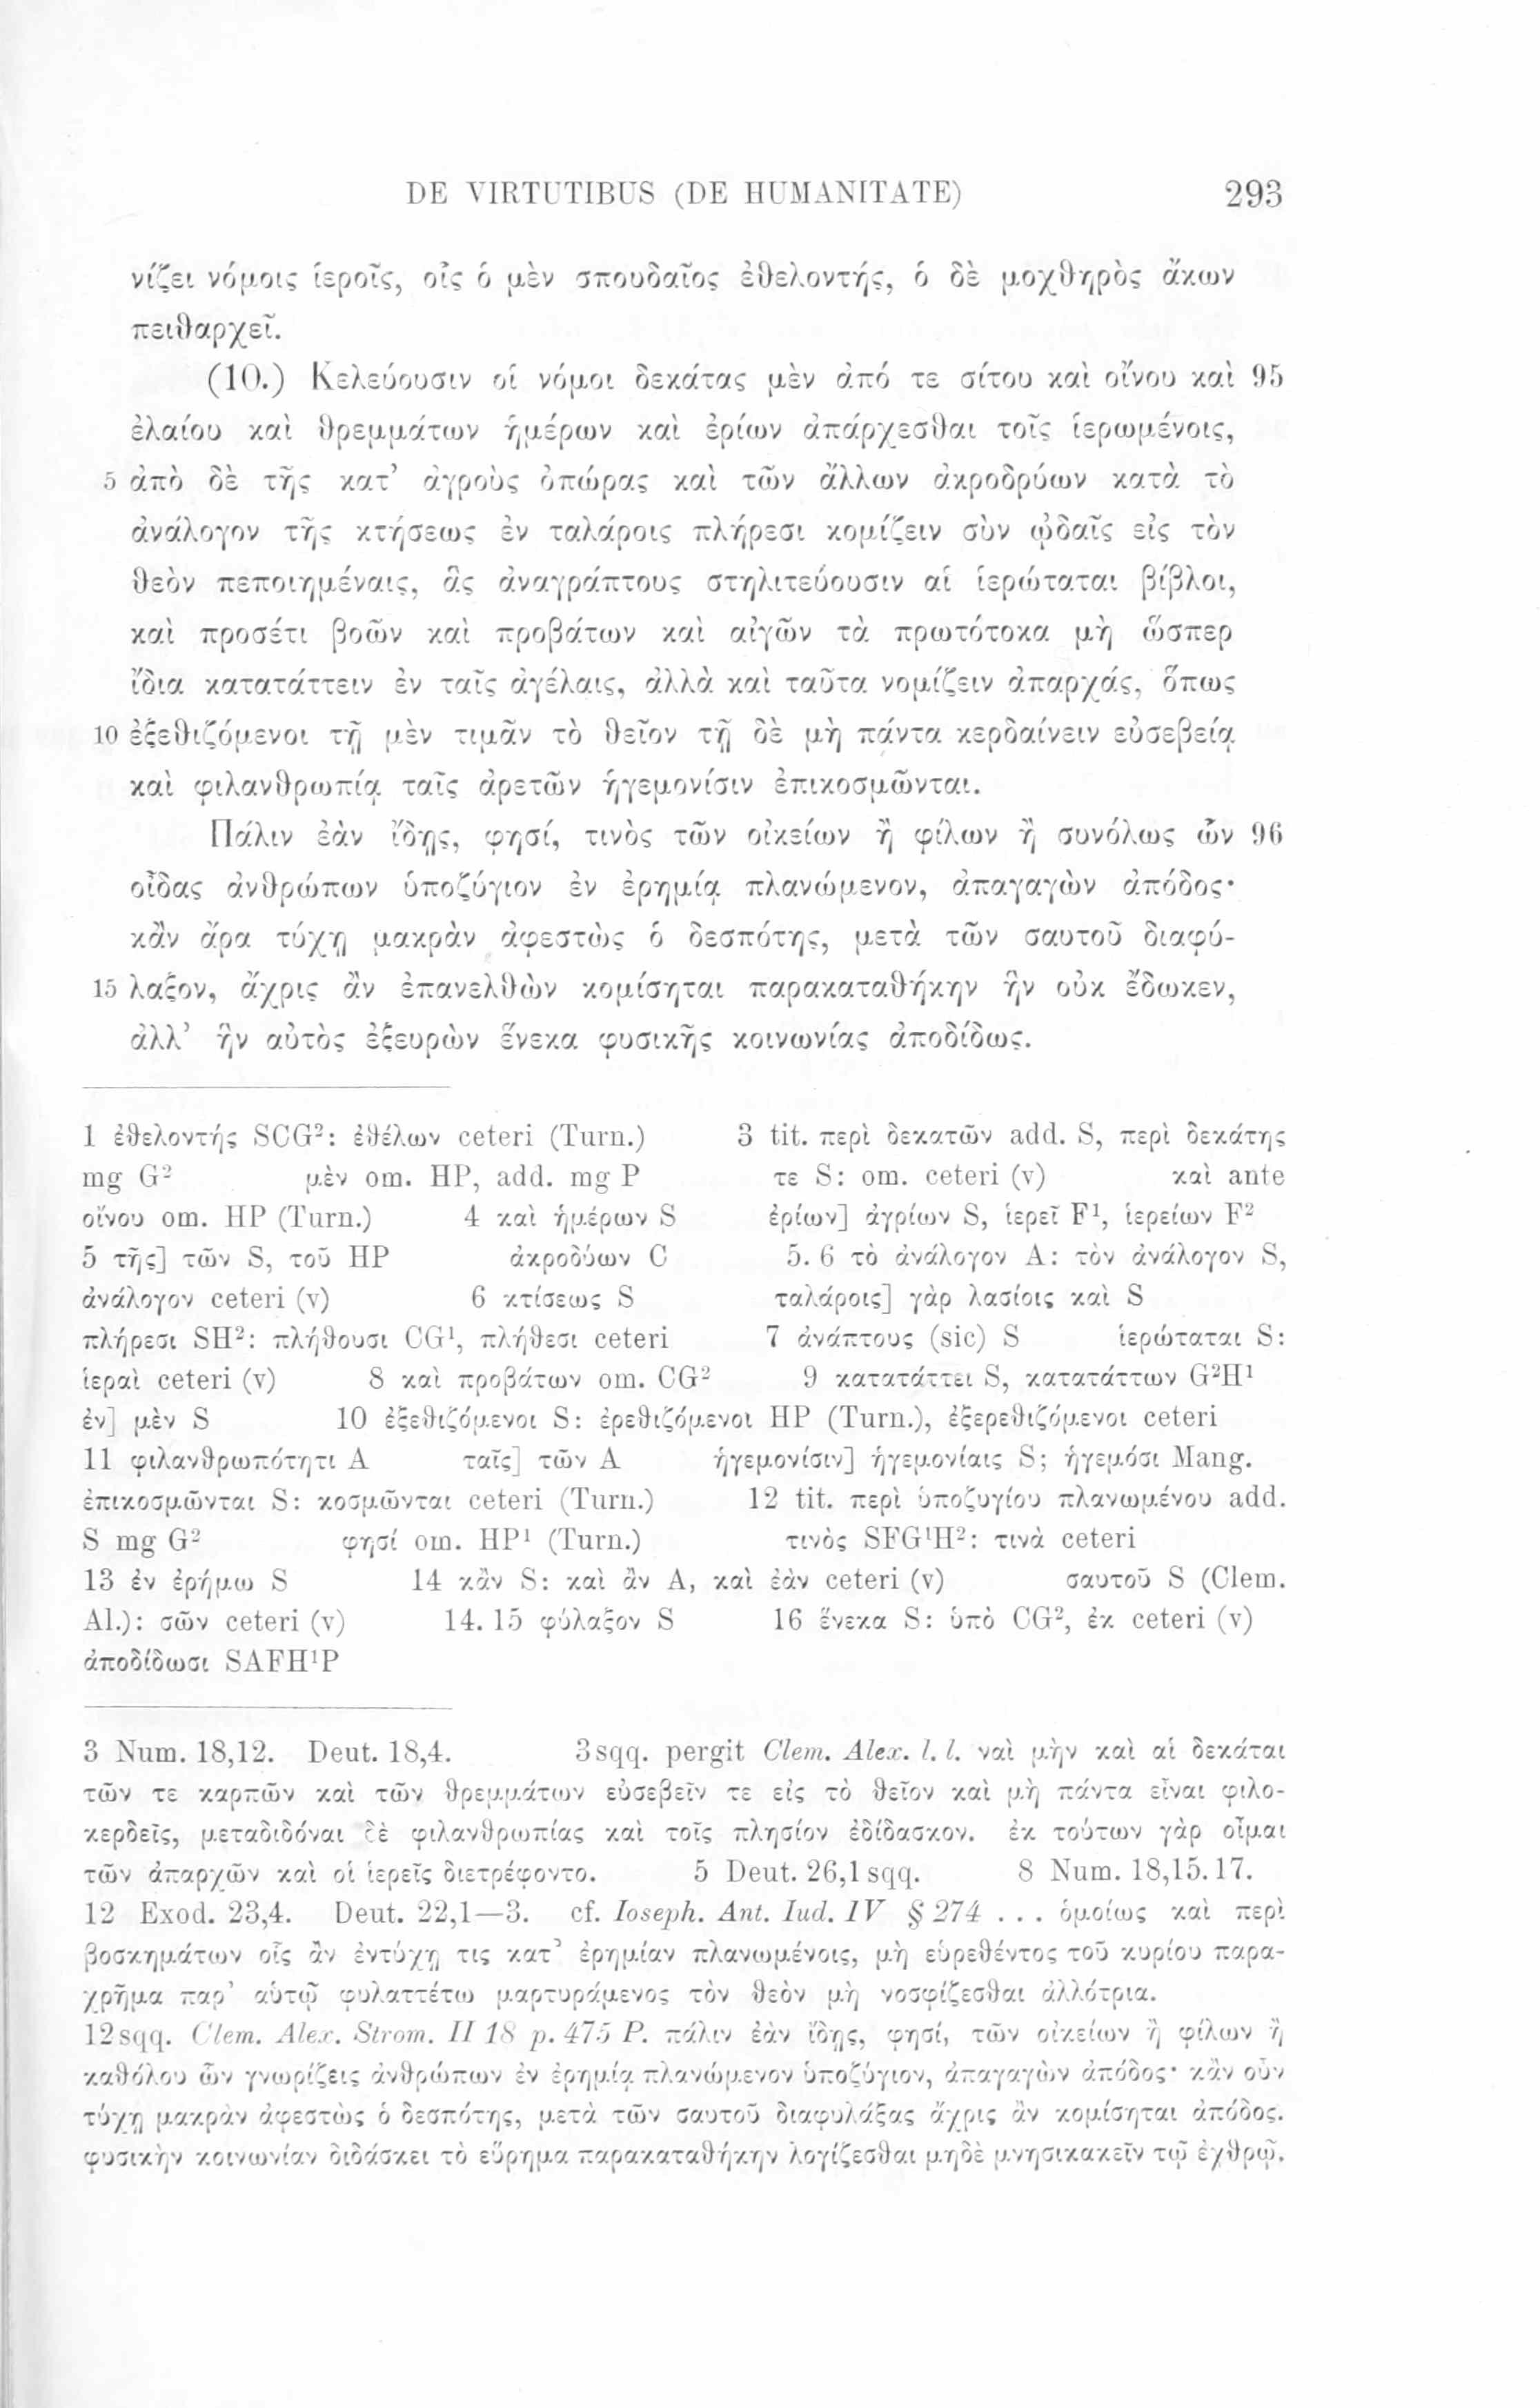 DE VIRTUTIBUS (DE HUMANITATE) 293
νίζει νόμοις ἱεροῖς, οἷς ὁ μὲν σπουδαῖος ἐθελοντής, ὁ δὲ μοχθηρὸς ἄκων
πειθαρχεῖ.
(10.) Κελεύουσιν οἱ νόμοι δεκάτας μὲν ἀπό τε σίτου καὶ οἴνου καὶ 95
ἐλαίου καὶ θρεμμάτων ἡμέρων καὶ ἐρίων ἀπάρχεσθαι τοῖς ἱερωμένοις,
5 ἀπὸ δὲ τῆς κατ’ ἀγροὺς ὀπώρας καὶ τῶν ἄλλων ἀκροδρύων κατὰ τὸ
ἀνάλογον τῆς κτήσεως ἐν ταλάροις πλήρεσι κομίζειν σὺν ᾠδαῖς εἰς τὸν
θεὸν πεποιημέναις, ἃς ἀναγράπτους στηλιτεύουσιν αἱ ἱερώταται βίβλοι,
καὶ προσέτι βοῶν καὶ προβάτων καὶ αἰγῶν τὰ πρωτότοκα μὴ ὥσπερ
ἴδια κατατάττειν ἐν ταῖς ἀγέλαις, ἀλλὰ καὶ ταῦτα νομίζειν ἀπαρχάς, ὅπως
10 ἐξεθιζόμενοι τῇ μὲν τιμᾶν τὸ θεῖον τῇ δὲ μὴ πάντα κερδαίνειν εὐσεβείᾳ
καὶ φιλανθρωπίᾳ ταῖς ἀρετῶν ἡγεμονίσιν ἐπικοσμῶνται.
Πάλιν ἐὰν ἴδῃς, φησί, τινὸς τῶν οἰκείων ἢ φίλων ἢ συνόλως ὧν 96
οἶδας ἀνθρώπων ὑποζύγιον ἐν ἐρημίᾳ πλανώμενον, ἀπαγαγὼν ἀπόδος·
κἂν ἄρα τύχῃ μακρὰν ἀφεστὼς ὁ δεσπότης, μετὰ τῶν σαυτοῦ διαφύ-
15 λαξον, ἄχρις ἂν ἐπανελθὼν κομίσηται παρακαταθήκην ἣν οὐκ ἔδωκεν,
ἀλλ’ ἣν αὐτὸς ἐξευρὼν ἕνεκα φυσικῆς κοινωνίας ἀποδίδως.
1 ἐθελοντής SCG²: ἐθέλων ceteri (Turn.) 3 tit. περὶ δεκατῶν add. S, περὶ δεκάτης
mg G² μὲν om. HP, add. mg P τε S: om. ceteri (v) καὶ ante
οἴνου om. HP (Turn.) 4 καὶ ἡμέρων S ἐρίων] ἀγρίων S, ἱερεῖ F¹, ἱερείων F²
5 τῆς] τῶν S, τοῦ HP ἀκροδύων C 5. 6 τὸ ἀνάλογον A: τὸν ἀνάλογον S,
ἀνάλογον ceteri (v) 6 κτίσεως S ταλάροις] γὰρ λασίοις καὶ S
πλήρεσι SH²: πλήθουσι CG¹, πλήθεσι ceteri 7 ἀνάπτους (sic) S ἱερώταται S:
ἱεραὶ ceteri (v) 8 καὶ προβάτων om. CG² 9 κατατάττει S, κατατάττων G²H¹
ἐν] μὲν S 10 ἐξεθιζόμενοι S: ἐρεθιζόμενοι HP (Turn.), ἐξερεθιζόμενοι ceteri
11 φιλανθρωπότητι A ταῖς] τῶν A ἡγεμονίσιν] ἡγεμονίαις S; ἡγεμόσι Mang.
ἐπικοσμῶνται S: κοσμῶνται ceteri (Turn.) 12 tit. περὶ ὑποζυγίου πλανωμένου add.
S mg G² φησί om. HP¹ (Turn.) τινὸς SFG¹H²: τινὰ ceteri
13 ἐν ἐρήμω S 14 κἂν S: καὶ ἂν A, καὶ ἐὰν ceteri (v) σαυτοῦ S (Clem.
Al.): σῶν ceteri (v) 14. 15 φύλαξον S 16 ἕνεκα S: ὑπὸ CG², ἐκ ceteri (v)
ἀποδίδωσι SAFH¹P
3 Num. 18,12. Deut. 18,4. 3 sqq. pergit Clem. Alex. l. l. ναὶ μὴν καὶ αἱ δεκάται
τῶν τε καρπῶν καὶ τῶν θρεμμάτων εὐσεβεῖν τε εἰς τὸ θεῖον καὶ μὴ πάντα εἶναι φιλο-
κερδεῖς, μεταδιδόναι δὲ φιλανθρωπίας καὶ τοῖς πλησίον ἐδίδασκον. ἐκ τούτων γὰρ οἶμαι
τῶν ἀπαρχῶν καὶ οἱ ἱερεῖς διετρέφοντο. 5 Deut. 26,1 sqq. 8 Num. 18,15. 17.
12 Exod. 23,4. Deut. 22,1—3. cf. Ioseph. Ant. Iud. IV § 274 . . . ὁμοίως καὶ περὶ
βοσκημάτων οἷς ἂν ἐντύχῃ τις κατ’ ἐρημίαν πλανωμένοις, μὴ εὑρεθέντος τοῦ κυρίου παρα-
χρῆμα παρ’ αὑτῷ φυλαττέτω μαρτυράμενος τὸν θεὸν μὴ νοσφίζεσθαι ἀλλότρια.
12 sqq. Clem. Alex. Strom. II 18 p. 475 P. πάλιν ἐὰν ἴδῃς, φησί, τῶν οἰκείων ἢ φίλων ἢ
καθόλου ὧν γνωρίζεις ἀνθρώπων ἐν ἐρημίᾳ πλανώμενον ὑποζύγιον, ἀπαγαγὼν ἀπόδος· κἂν οὖν
τύχῃ μακρὰν ἀφεστὼς ὁ δεσπότης, μετὰ τῶν σαυτοῦ διαφυλάξας ἄχρις ἂν κομίσηται ἀπόδος.
φυσικὴν κοινωνίαν διδάσκει τὸ εὕρημα παρακαταθήκην λογίζεσθαι μηδὲ μνησικακεῖν τῷ ἐχθρῷ.